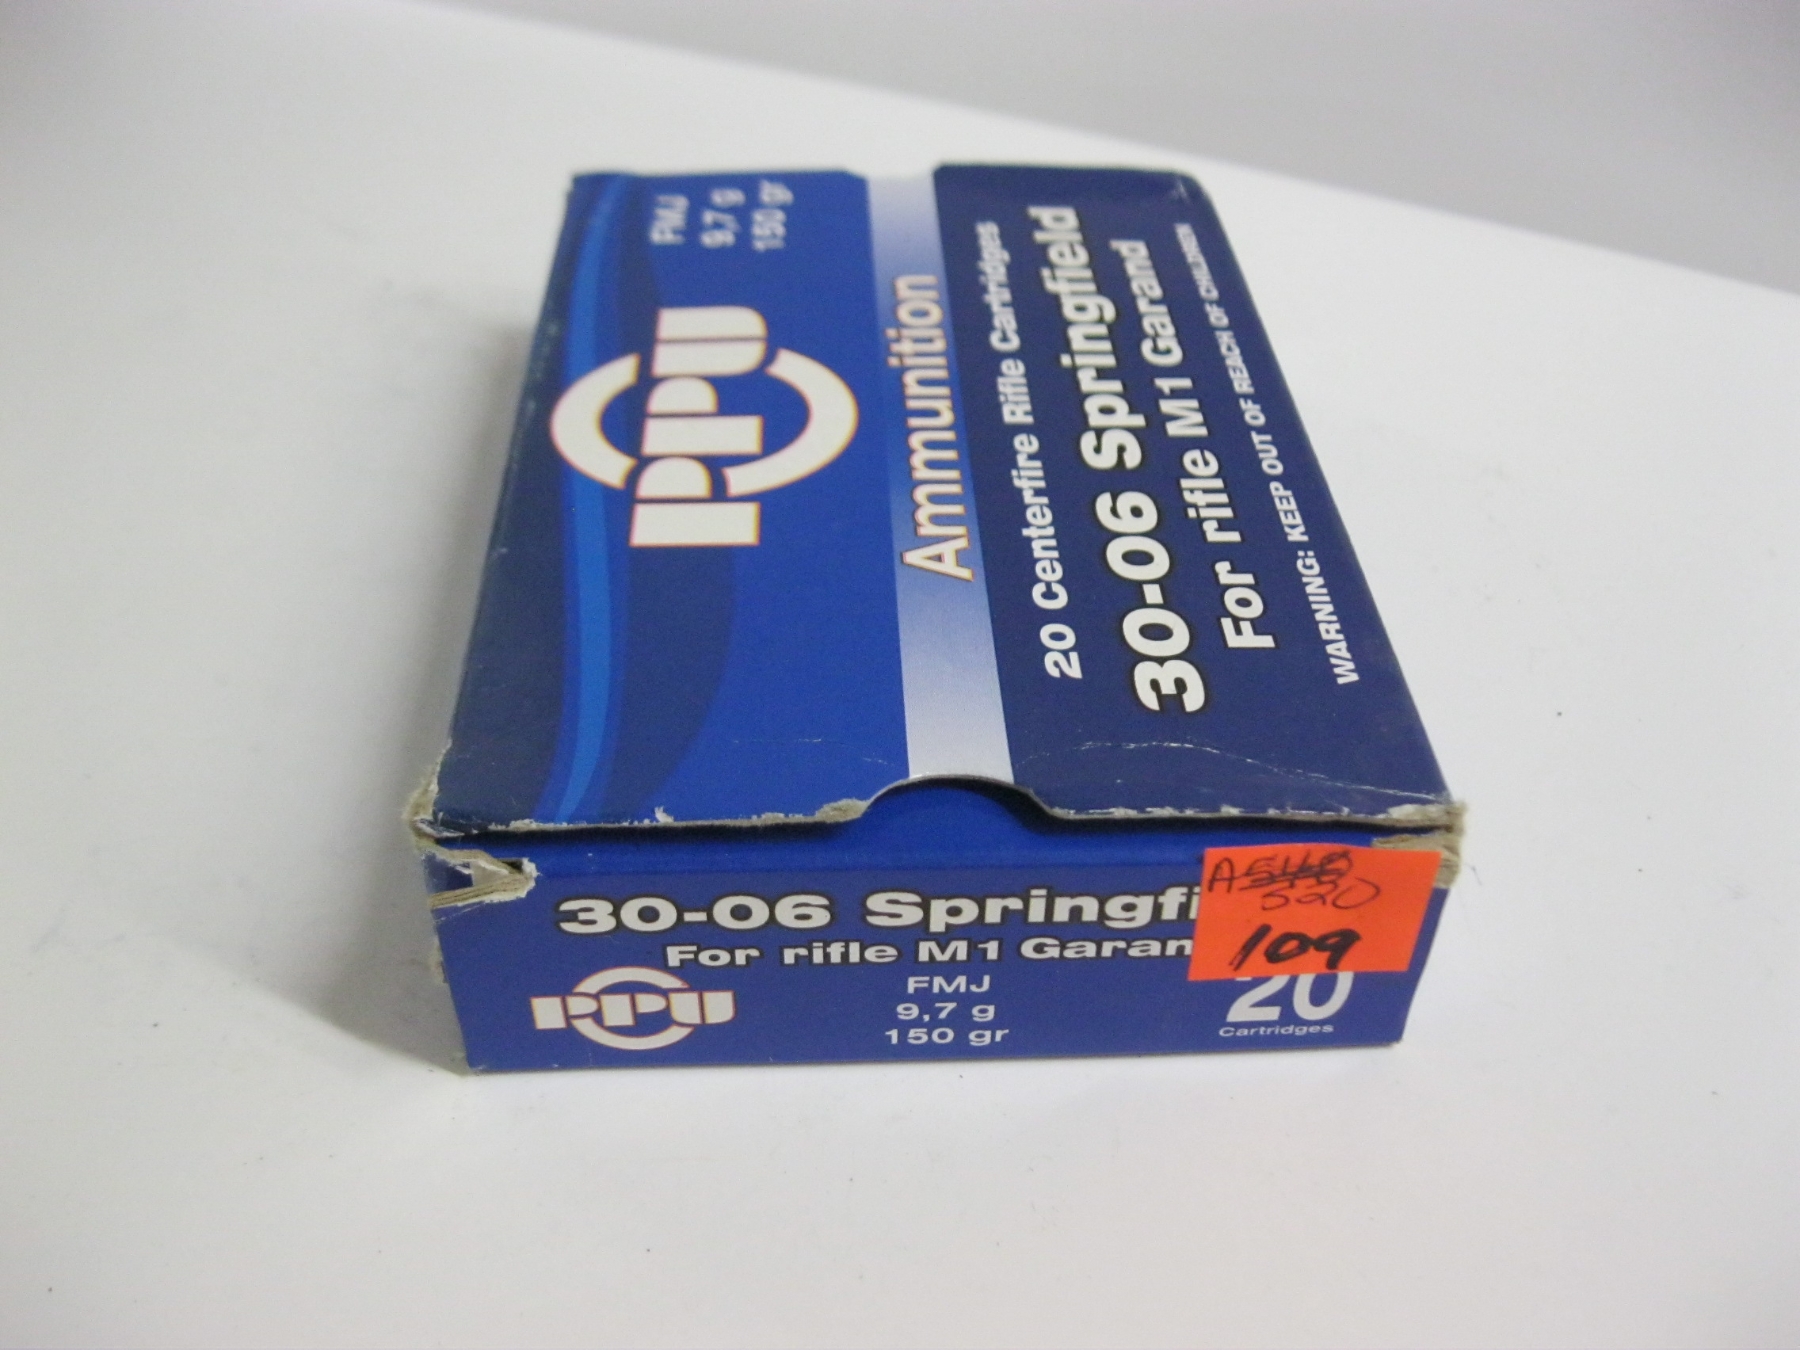 FMJ
9,7 g
150 gr
PPU
Ammunition
20 Centerfire Rifle Cartridges
30-06 Springfield
For rifle M1 Garand
WARNING: KEEP OUT OF REACH OF CHILDREN
30-06 Springfi
For rifle M1 Garan
PPU
FMJ
9,7 g
150 gr
A
520
109
20
Cartridges